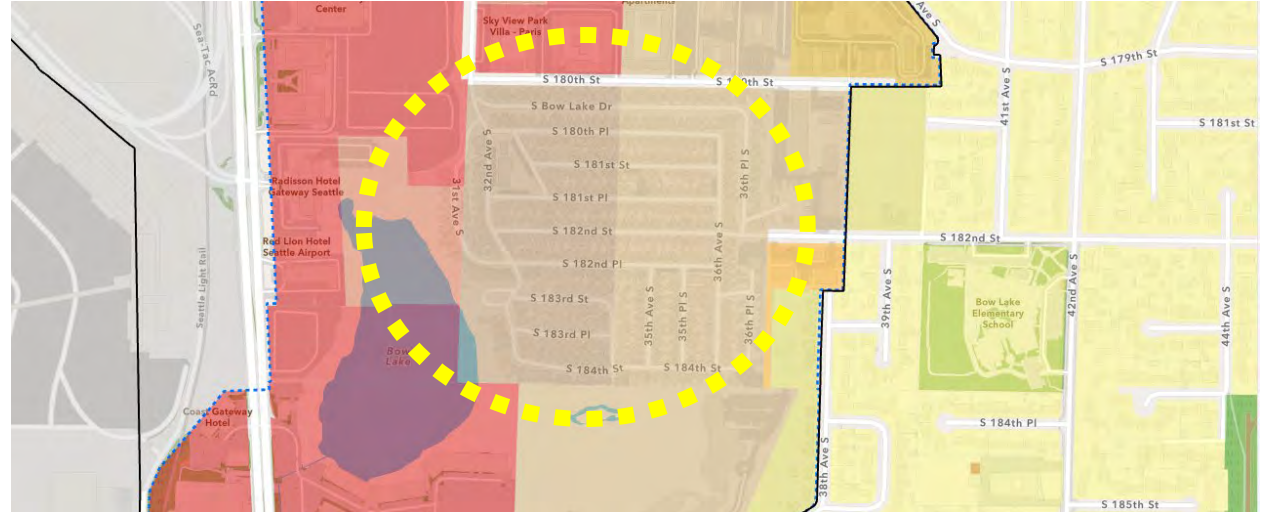 Center
Apartments
Sky View Park
Villa - Paris
Ave S
S 179th St
Sea-Tac AcRd
S 180th St
S 180th St
S Bow Lake Dr
41st Ave S
S 181st St
S 180th Pl
32nd Ave S
S 181st St
36th Pl S
Radisson Hotel
Gateway Seattle
31st Ave S
S 181st Pl
S 182nd St
S 182nd St
Red Lion Hotel
Seattle Airport
36th Ave S
S 182nd Pl
Seattle Light Rail
42nd Ave S
39th Ave S
Bow Lake
Elementary
School
44th Ave S
S 183rd St
35th Ave S
35th Pl S
36th Pl S
S 183rd Pl
Bow
Lake
S 184th St
S 184th St
Coast Gateway
Hotel
S 184th Pl
38th Ave S
S 185th St